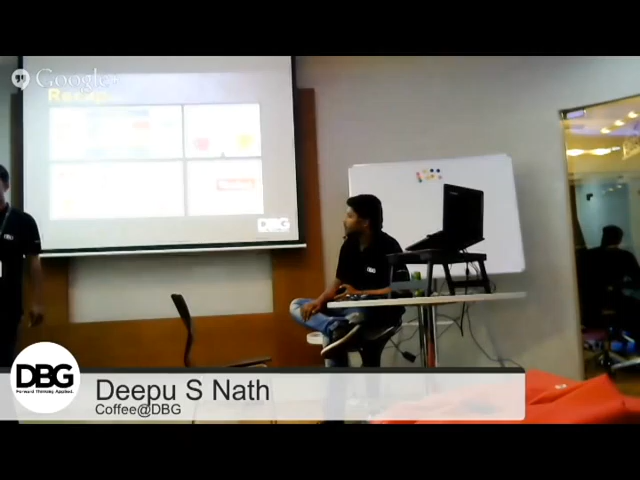 Google+
DBG
DBG
Forward Thinking. Applied.
Deepu S Nath
Coffee@DBG